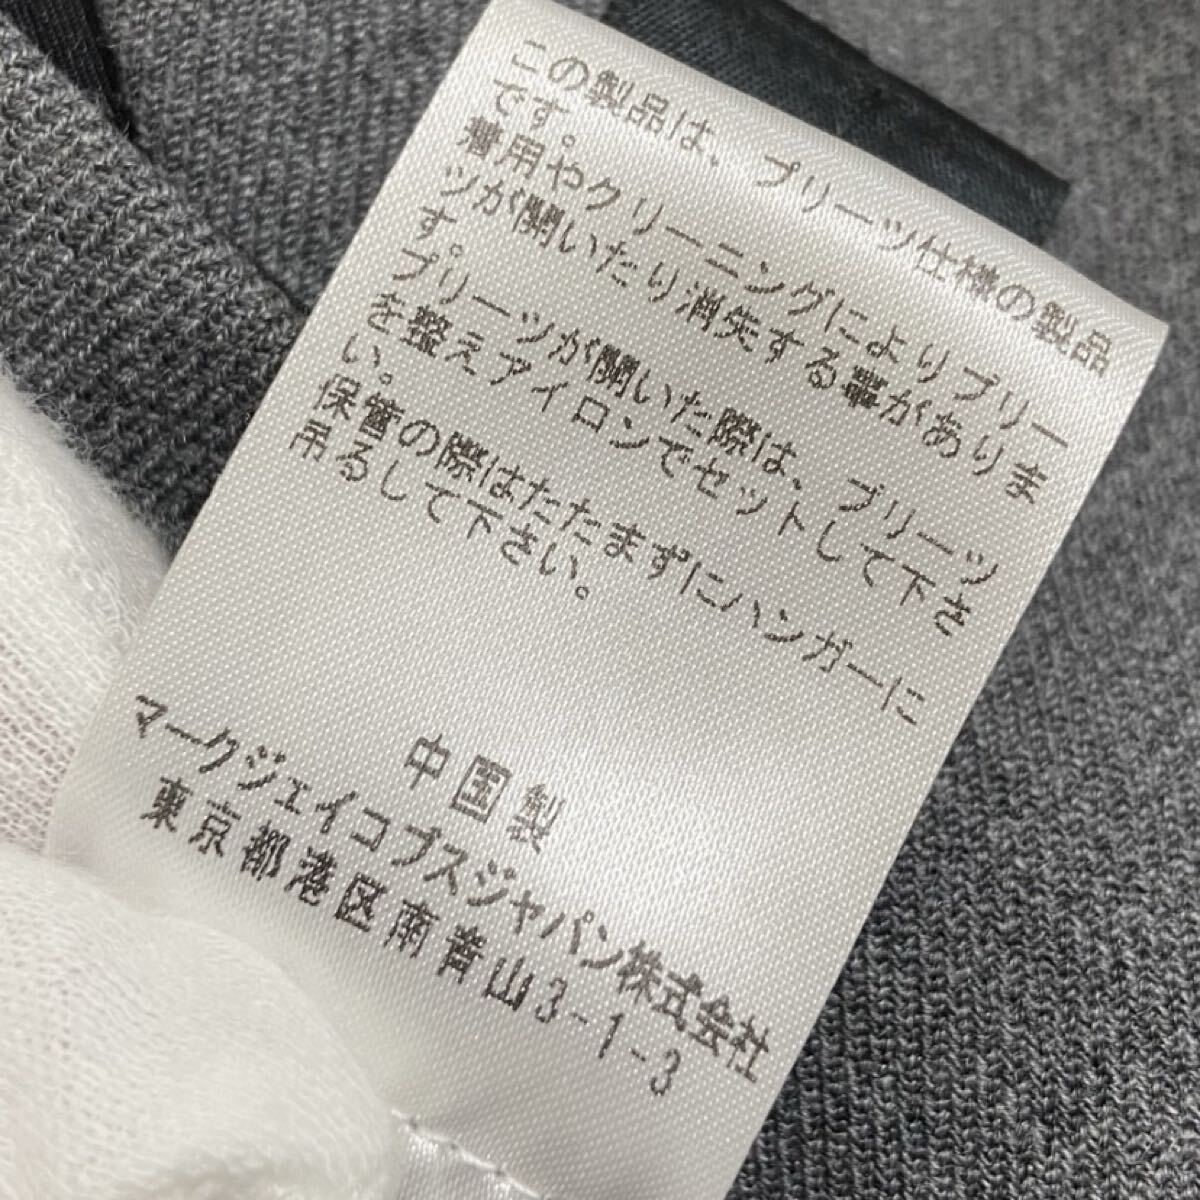 この製品は、プリーツ仕様の製品
です。
着用やクリーニングによりプリー
ツが開いたり消失する事がありま
す。
プリーツが開いた際は、プリーツ
を整えアイロンでセットして下さ
い。
保管の際はたたまずにハンガーに
吊るして下さい。
中国製
マークジェイコブスジャパン株式会社
東京都港区南青山3-1-3